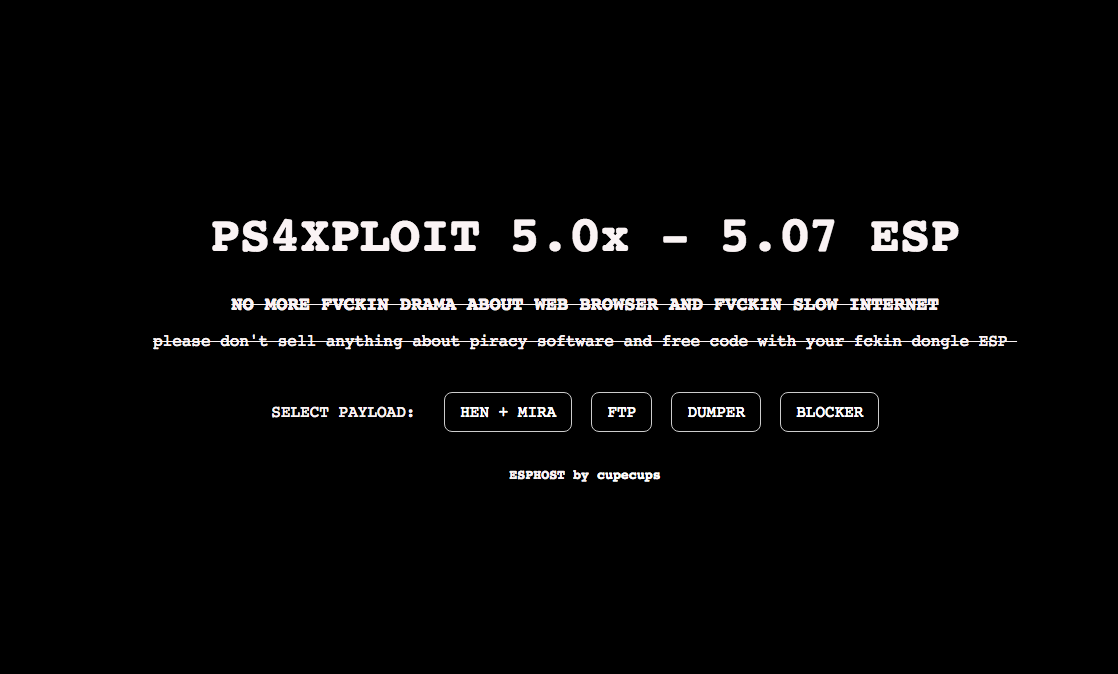 PS4XPLOIT 5.0x - 5.07 ESP
NO MORE FVCKIN DRAMA ABOUT WEB BROWSER AND FVCKIN SLOW INTERNET
please don't sell anything about piracy software and free code with your fckin dongle ESP
SELECT PAYLOAD: HEN + MIRA FTP DUMPER BLOCKER
ESPHOST by cupecups